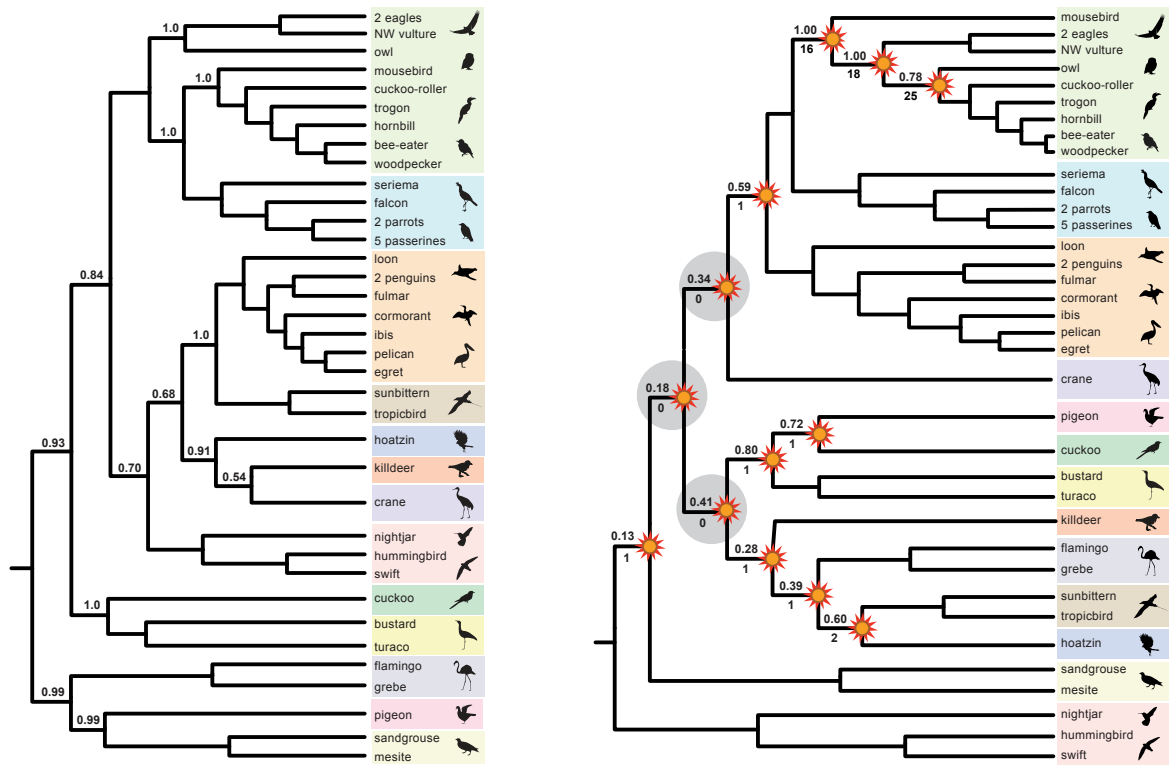 2 eagles
1.0
NW vulture
owl
1.0
mousebird
cuckoo-roller
trogon
hornbill
1.0
bee-eater
woodpecker
seriema
falcon
2 parrots
5 passerines
loon
0.84
2 penguins
fulmar
cormorant
1.0
ibis
pelican
egret
0.68
sunbittern
tropicbird
0.93
hoatzin
0.91
0.70
killdeer
0.54
crane
nightjar
hummingbird
swift
1.0
cuckoo
bustard
turaco
flamingo
grebe
0.99
pigeon
0.99
sandgrouse
mesite
mousebird
1.00
16
2 eagles
NW vulture
1.00
18
owl
0.78
25
cuckoo-roller
trogon
hornbill
bee-eater
woodpecker
seriema
0.59
1
falcon
2 parrots
5 passerines
loon
2 penguins
0.34
0
fulmar
cormorant
ibis
pelican
egret
crane
0.18
0
pigeon
0.72
1
cuckoo
0.80
1
bustard
turaco
0.41
0
killdeer
0.13
1
0.28
1
flamingo
grebe
0.39
1
sunbittern
tropicbird
0.60
2
hoatzin
sandgrouse
mesite
nightjar
hummingbird
swift